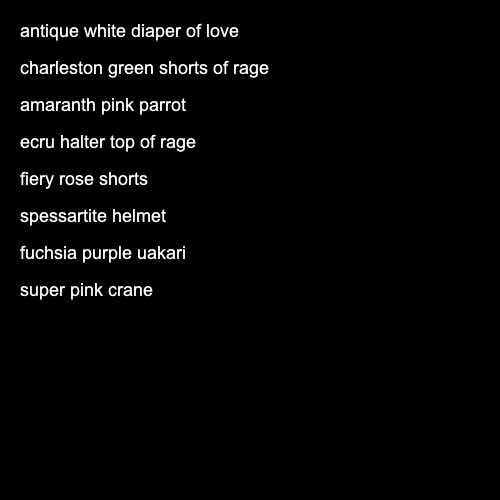 antique white diaper of love
charleston green shorts of rage
amaranth pink parrot
ecru halter top of rage
fiery rose shorts
spessartite helmet
fuchsia purple uakari
super pink crane